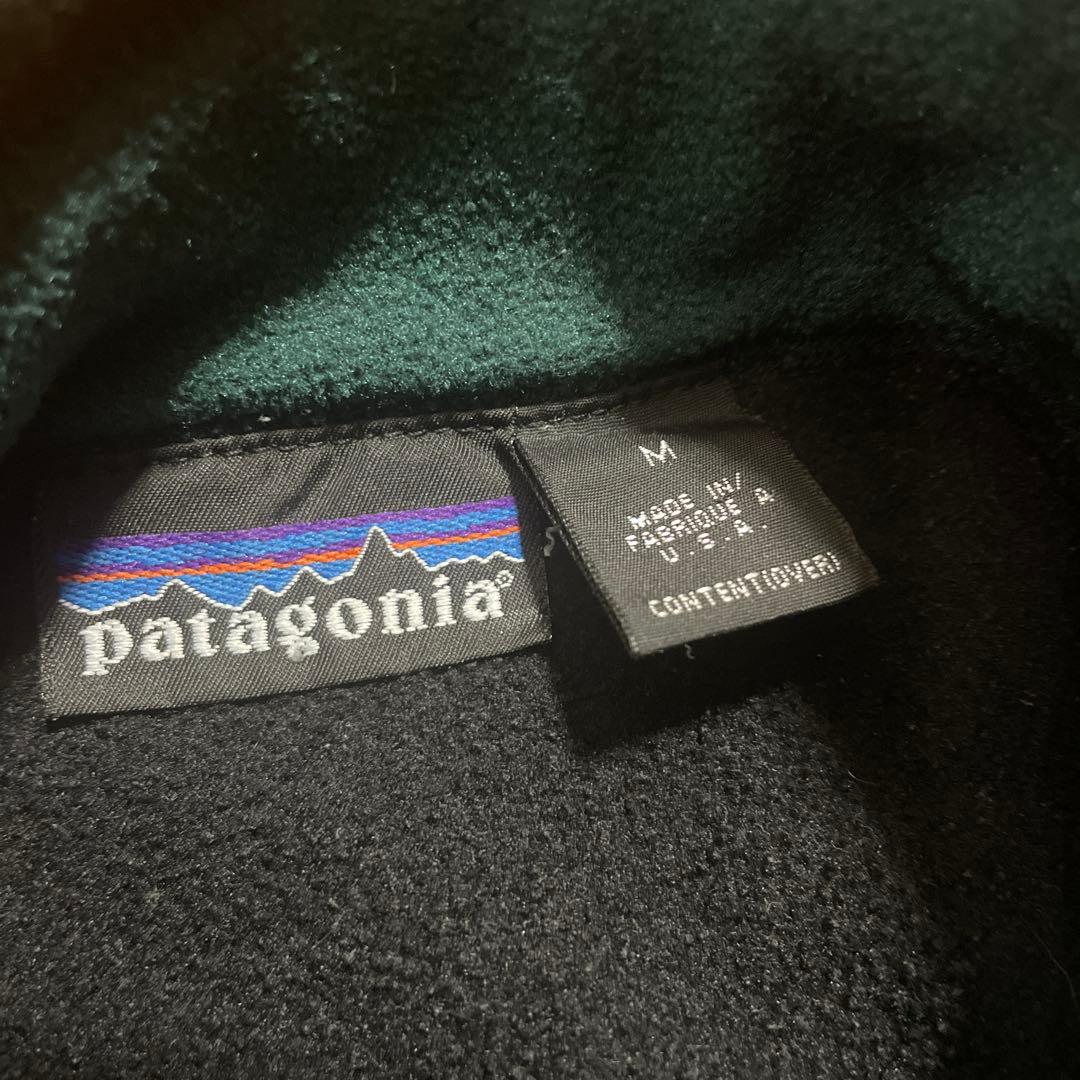 patagonia®
M
MADE IN/
FABRIQUE A
U.S.A.
CONTENT(OVER)